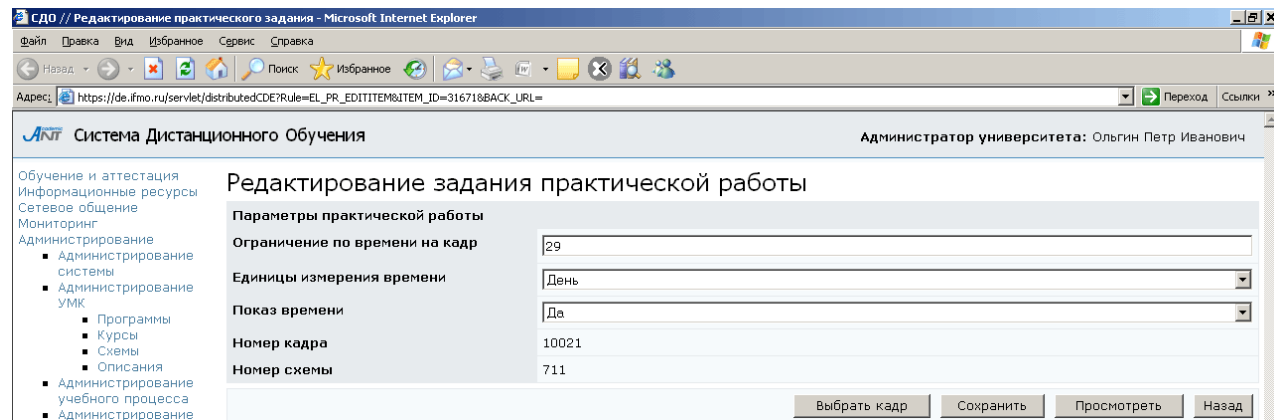 СДО // Редактирование практического задания - Microsoft Internet Explorer
Файл Правка Вид Избранное Сервис Справка
Назад Поиск Избранное
Адрес: https://de.ifmo.ru/servlet/distributedCDE?Rule=EL_PR_EDITITEM&ITEM_ID=31671&BACK_URL= Переход Ссылки »
Academic ANT Система Дистанционного Обучения Администратор университета: Ольгин Петр Иванович
Обучение и аттестация
Информационные ресурсы
Сетевое общение
Мониторинг
Администрирование
Администрирование
системы
Администрирование
УМК
Программы
Курсы
Схемы
Описания
Администрирование
учебного процесса
Администрирование
Редактирование задания практической работы
Параметры практической работы
Ограничение по времени на кадр 29
Единицы измерения времени День
Показ времени Да
Номер кадра 10021
Номер схемы 711
Выбрать кадр Сохранить Просмотреть Назад